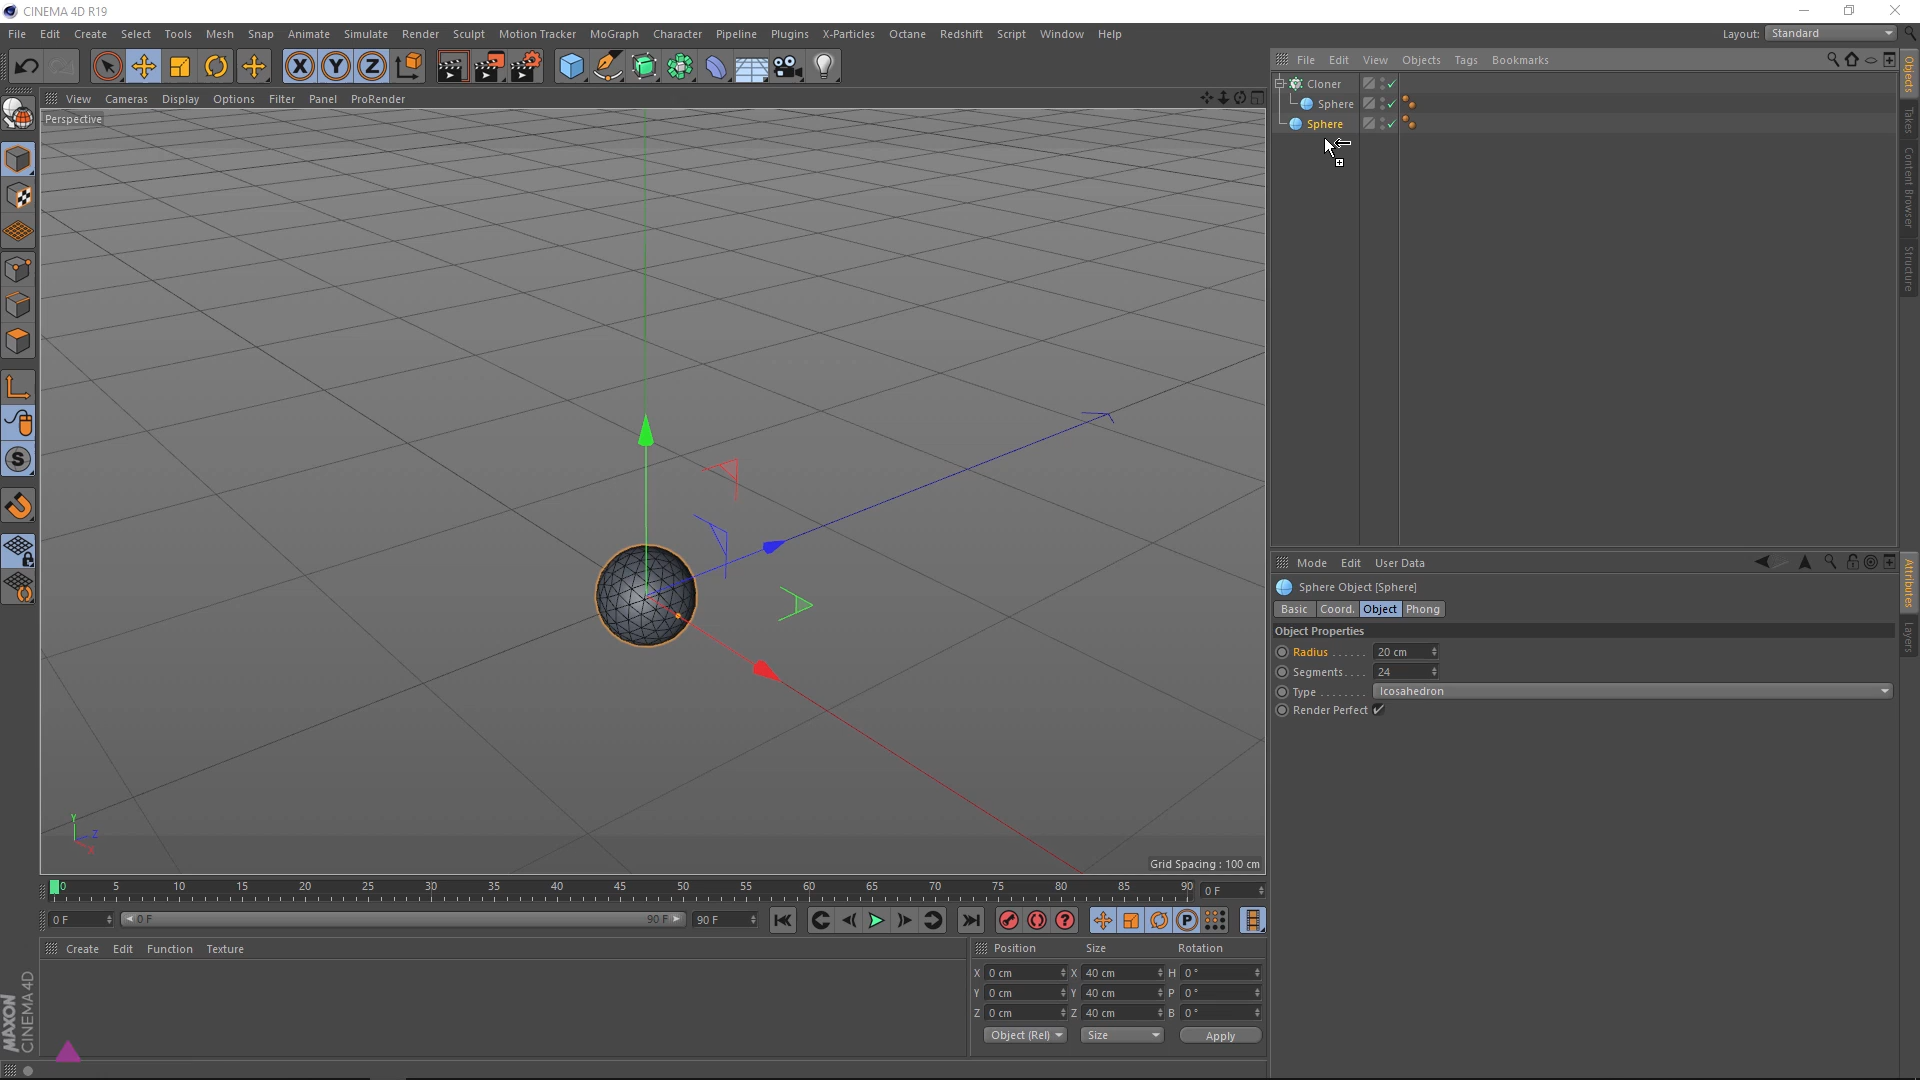 CINEMA 4D R19
File Edit Create Select Tools Mesh Snap Animate Simulate Render Sculpt Motion Tracker MoGraph Character Pipeline Plugins X-Particles Octane Redshift Script Window Help
Layout: Standard
X Y Z
View Cameras Display Options Filter Panel ProRender
Perspective
File Edit View Objects Tags Bookmarks
Cloner
Sphere
Sphere
Objects
Takes
Content Browser
Structure
S
Y
Z
X
Grid Spacing : 100 cm
Mode Edit User Data
Sphere Object [Sphere]
Basic Coord. Object Phong
Object Properties
Radius ...... 20 cm
Segments.... 24
Type ........ Icosahedron
Render Perfect
Attributes
Layers
0 5 10 15 20 25 30 35 40 45 50 55 60 65 70 75 80 85 90 0 F
0 F 0 F 90 F 90 F ? P
Create Edit Function Texture
Position Size Rotation
X 0 cm X 40 cm H 0 °
Y 0 cm Y 40 cm P 0 °
Z 0 cm Z 40 cm B 0 °
Object (Rel) Size Apply
MAXON
CINEMA 4D